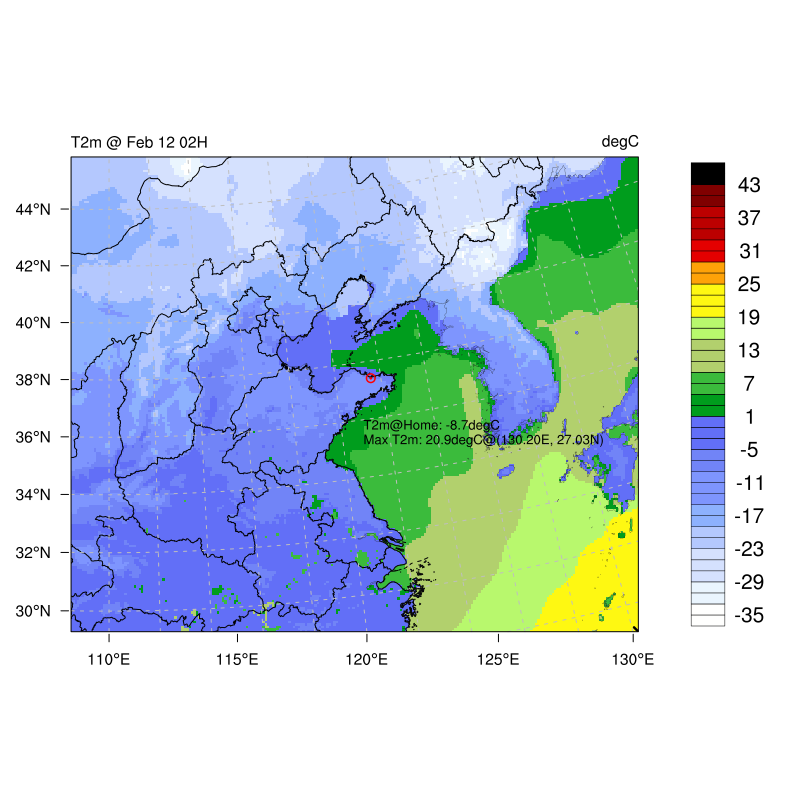 T2m @ Feb 12 02H
degC
44°N
42°N
40°N
38°N
36°N
34°N
32°N
30°N
110°E
115°E
120°E
125°E
130°E
T2m@Home: -8.7degC
Max T2m: 20.9degC@(130.20E, 27.03N)
43
37
31
25
19
13
7
1
-5
-11
-17
-23
-29
-35